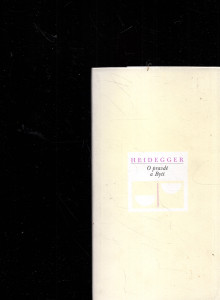 HEIDEGGER
O pravdě
a Bytí